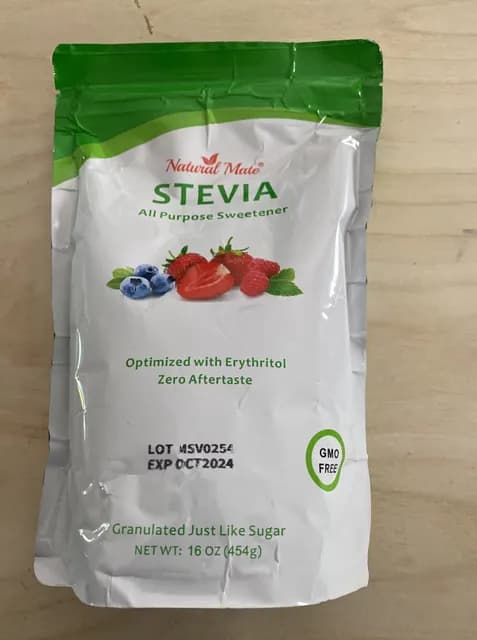 Natural Mate®
STEVIA
All Purpose Sweetener
Optimized with Erythritol
Zero Aftertaste
LOT MSV0254
EXP OCT2024
GMO
FREE
Granulated Just Like Sugar
NET WT: 16 OZ (454g)